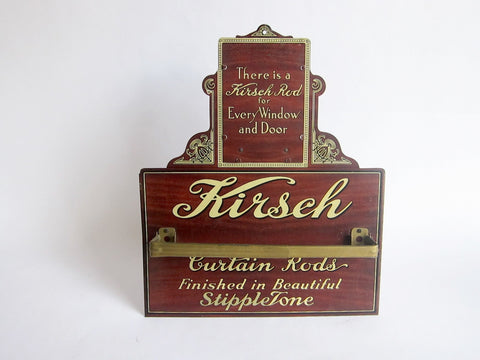 There is a
Kirsch Rod
for
Every Window
and Door
Kirsch
Curtain Rods
Finished in Beautiful
StippleTone